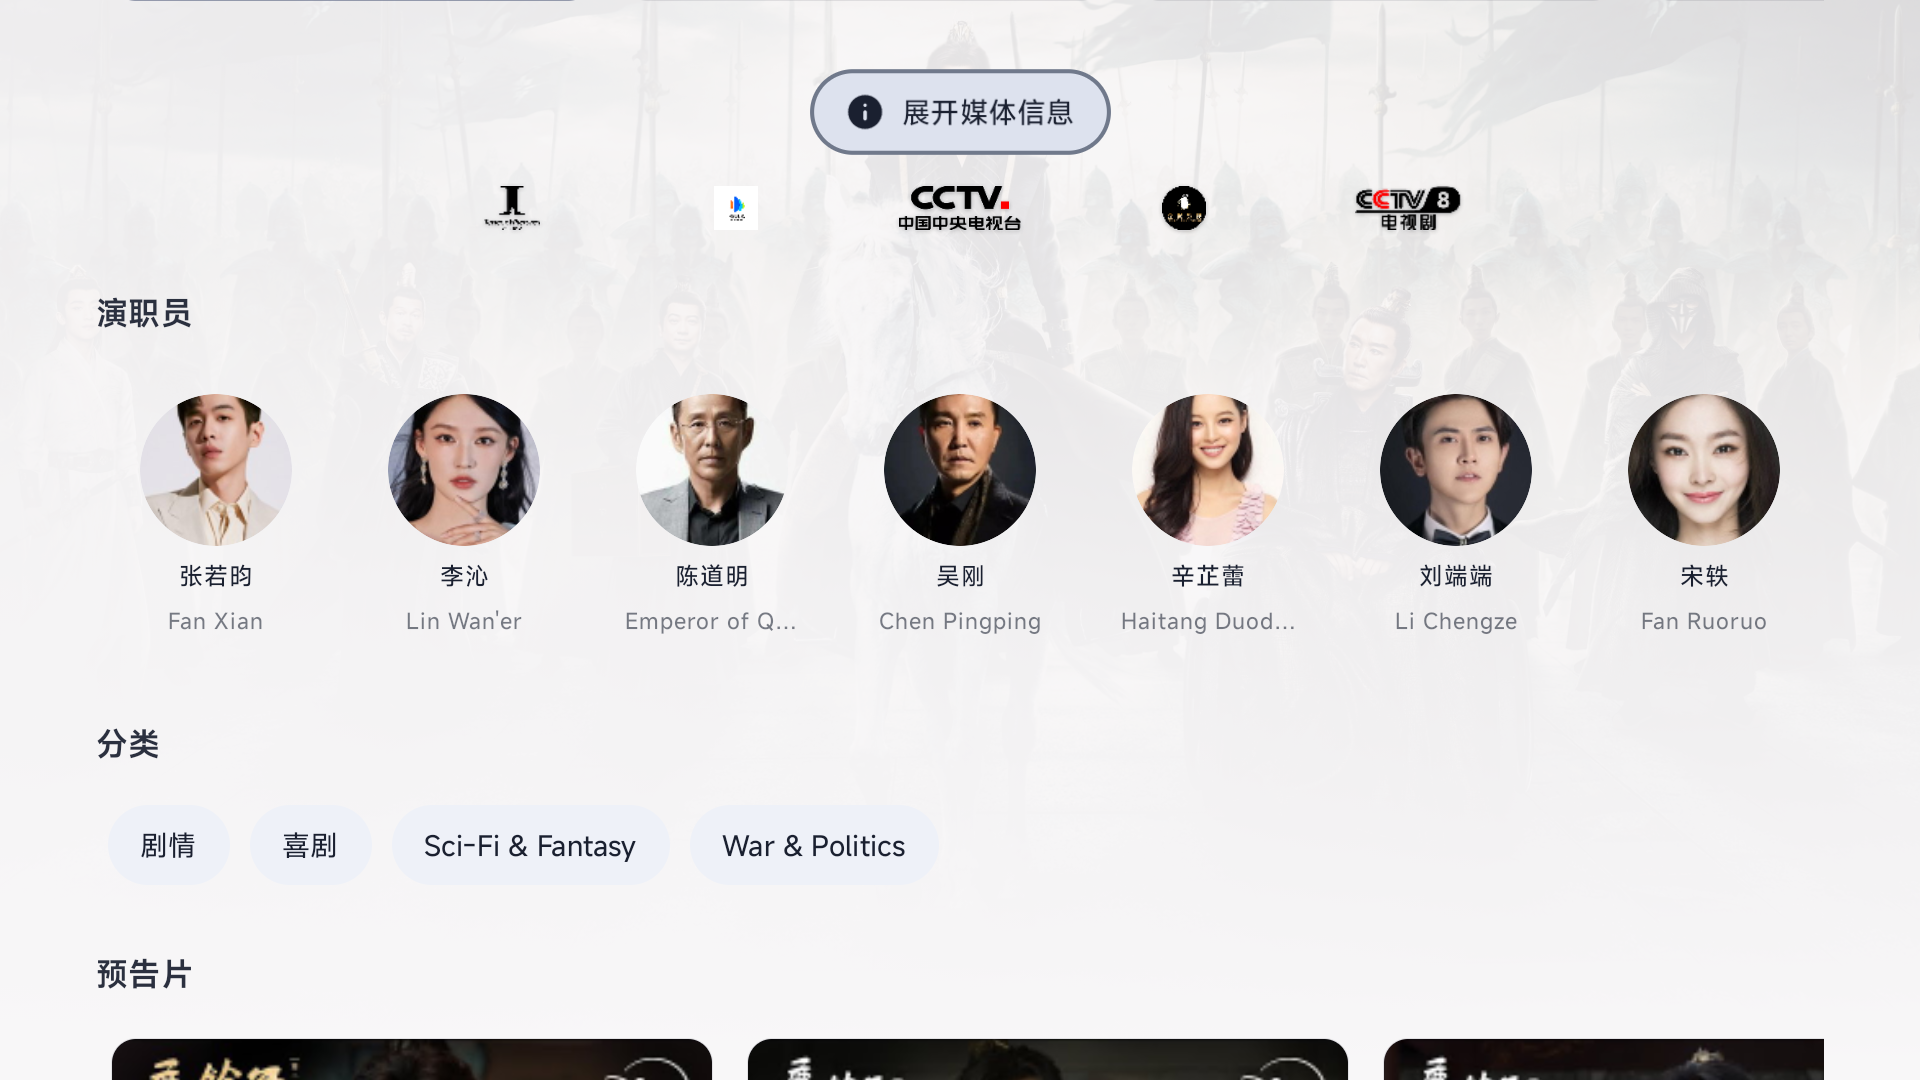 展开媒体信息
CCTV.
中国中央电视台
CCTV 8
电视剧
演职员
张若昀
李沁
陈道明
吴刚
辛芷蕾
刘端端
宋轶
Fan Xian
Lin Wan'er
Emperor of Q...
Chen Pingping
Haitang Duod...
Li Chengze
Fan Ruoruo
分类
剧情
喜剧
Sci-Fi & Fantasy
War & Politics
预告片